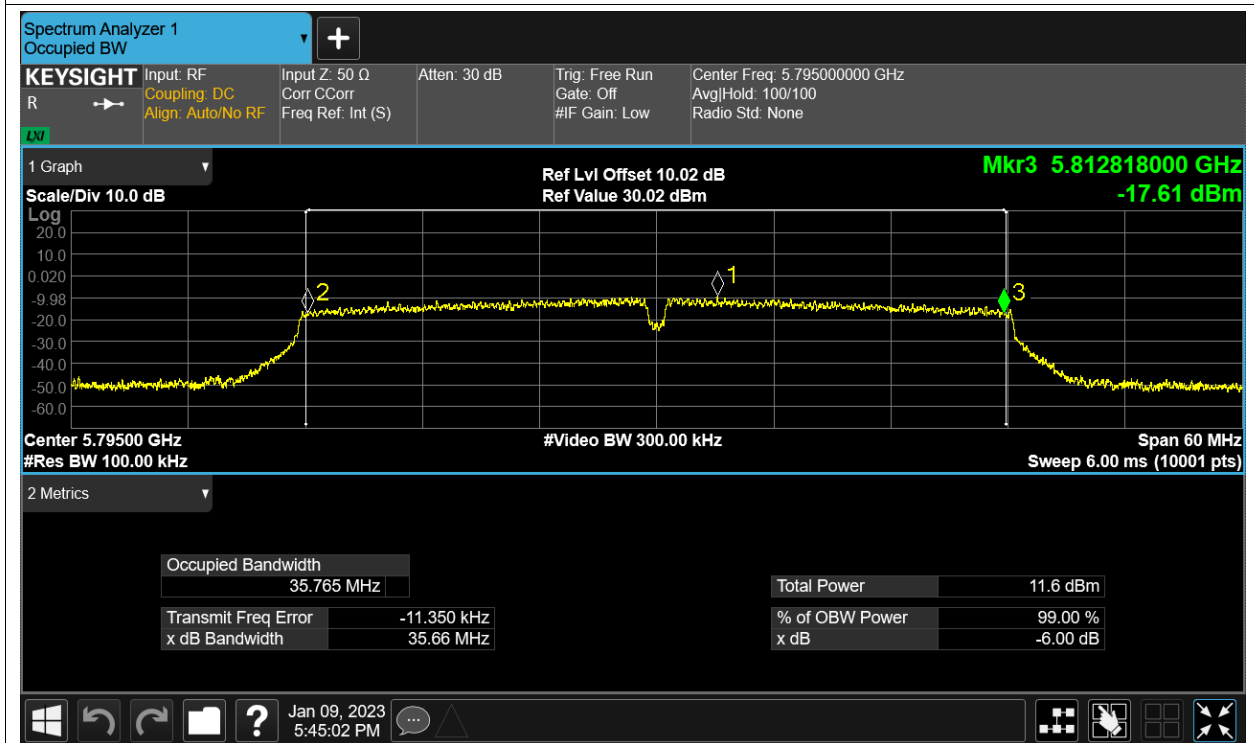 Spectrum Analyzer 1
Occupied BW
+
KEYSIGHT
R
LXI
Input: RF
Coupling: DC
Align: Auto/No RF
Input Z: 50 Ω
Corr CCorr
Freq Ref: Int (S)
Atten: 30 dB
Trig: Free Run
Gate: Off
#IF Gain: Low
Center Freq: 5.795000000 GHz
Avg|Hold: 100/100
Radio Std: None
1 Graph
Scale/Div 10.0 dB
Ref Lvl Offset 10.02 dB
Ref Value 30.02 dBm
Mkr3 5.812818000 GHz
-17.61 dBm
Log
20.0
10.0
0.020
-9.98
-20.0
-30.0
-40.0
-50.0
-60.0
2
1
3
Center 5.79500 GHz
#Res BW 100.00 kHz
#Video BW 300.00 kHz
Span 60 MHz
Sweep 6.00 ms (10001 pts)
2 Metrics
Occupied Bandwidth
35.765 MHz
Transmit Freq Error -11.350 kHz
x dB Bandwidth 35.66 MHz
Total Power 11.6 dBm
% of OBW Power 99.00 %
x dB -6.00 dB
?
Jan 09, 2023
5:45:02 PM